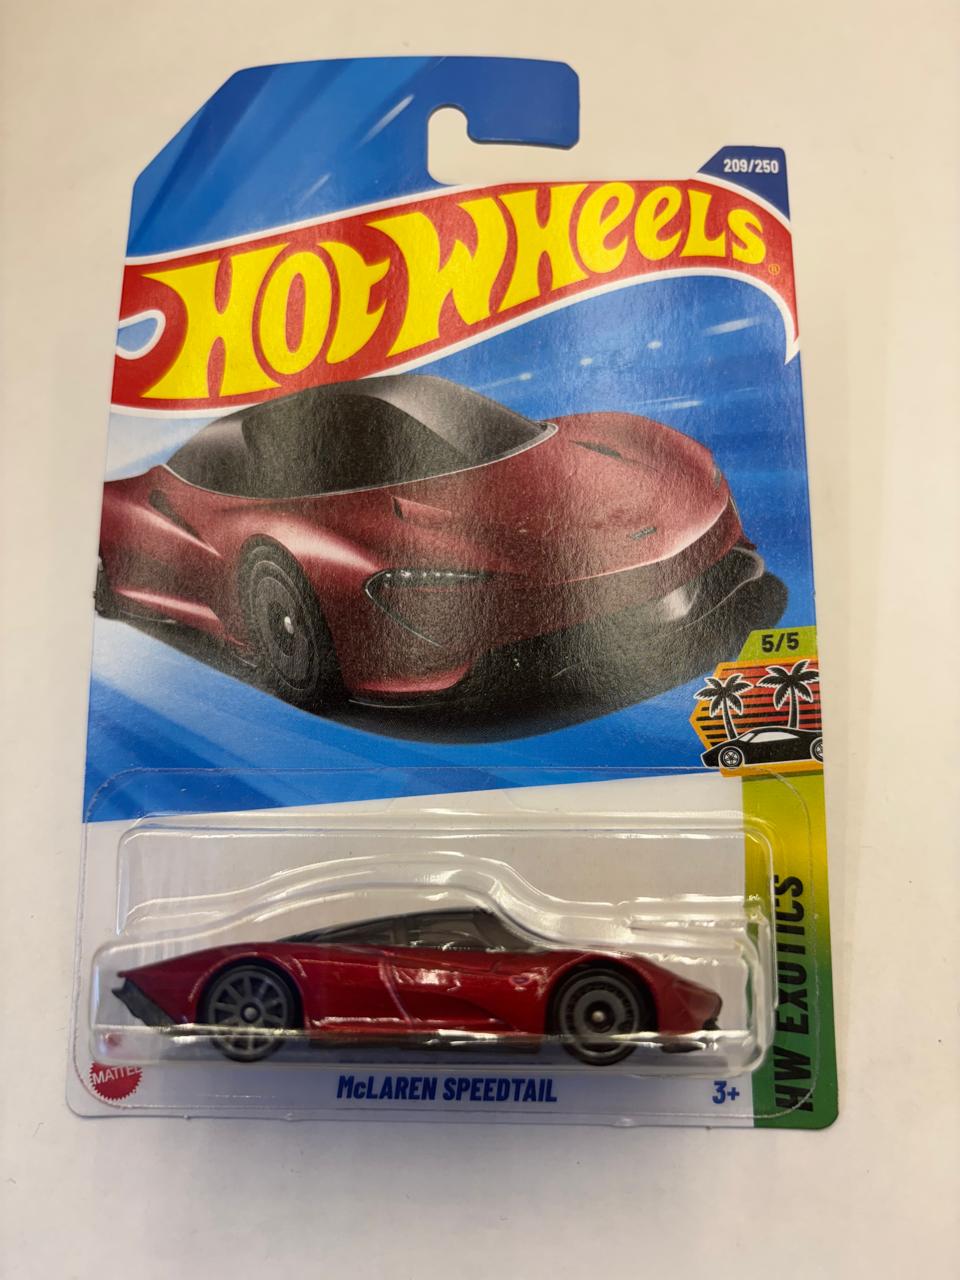 209/250
HOT WHEELS®
5/5
HW EXOTICS
MATTEL
McLAREN SPEEDTAIL
3+